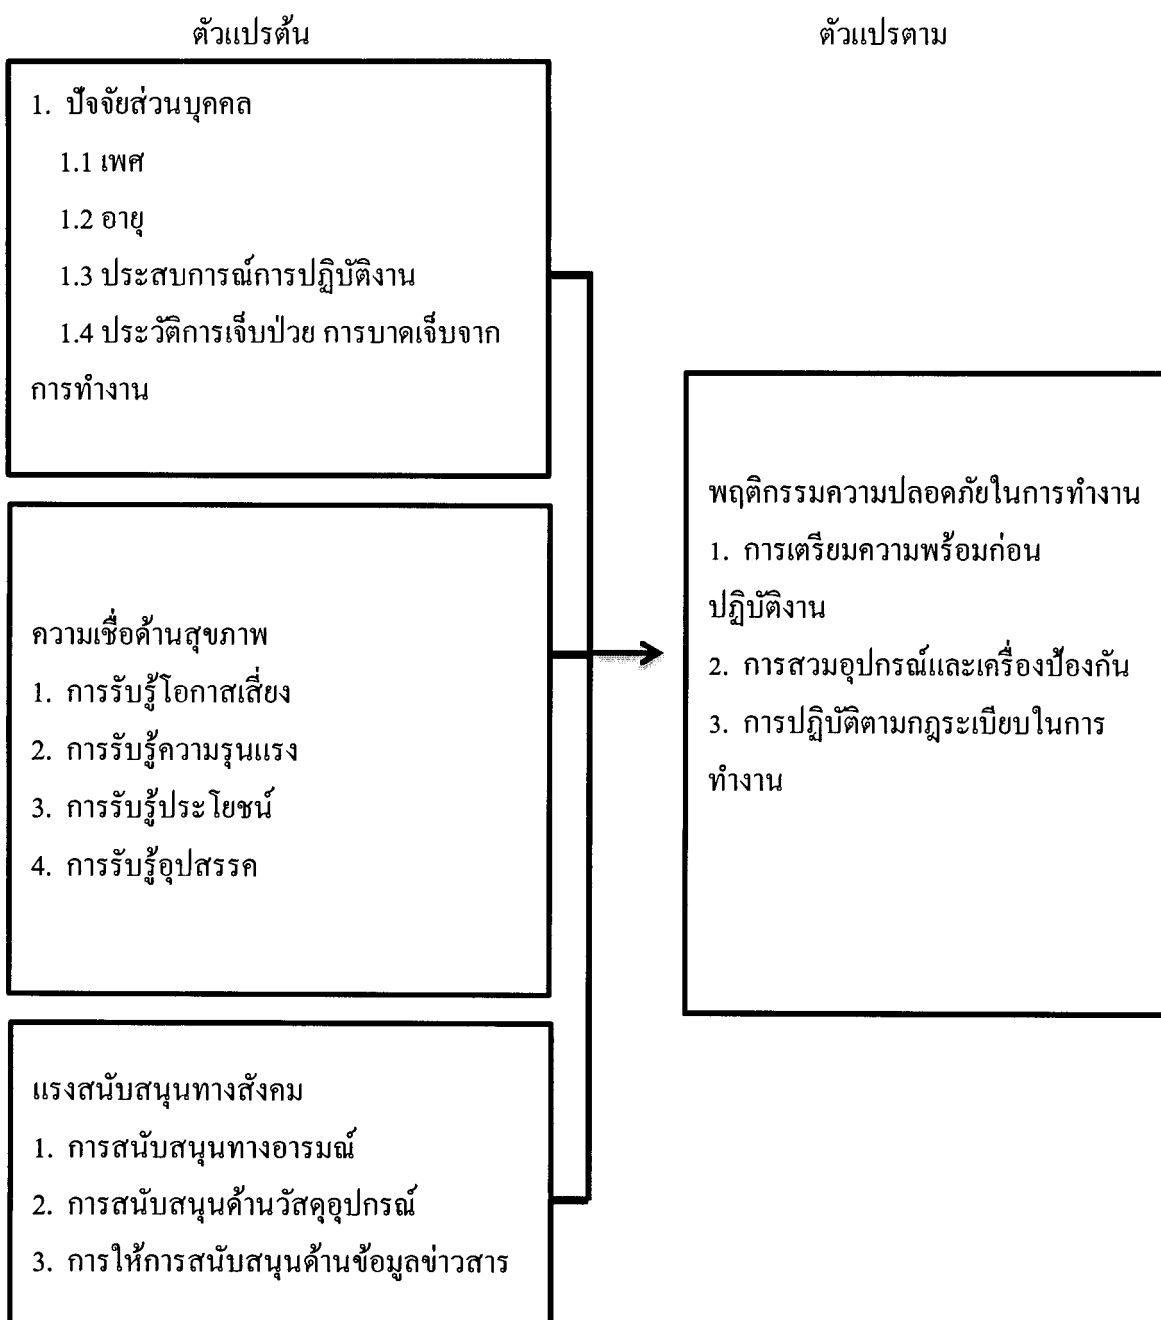 ตัวแปรต้น
ตัวแปรตาม
1. ปัจจัยส่วนบุคคล
1.1 เพศ
1.2 อายุ
1.3 ประสบการณ์การปฏิบัติงาน
1.4 ประวัติการเจ็บป่วย การบาดเจ็บจาก
การทำงาน
ความเชื่อด้านสุขภาพ
1. การรับรู้โอกาสเสี่ยง
2. การรับรู้ความรุนแรง
3. การรับรู้ประโยชน์
4. การรับรู้อุปสรรค
แรงสนับสนุนทางสังคม
1. การสนับสนุนทางอารมณ์
2. การสนับสนุนด้านวัสดุอุปกรณ์
3. การให้การสนับสนุนด้านข้อมูลข่าวสาร
พฤติกรรมความปลอดภัยในการทำงาน
1. การเตรียมความพร้อมก่อน
ปฏิบัติงาน
2. การสวมอุปกรณ์และเครื่องป้องกัน
3. การปฏิบัติตามกฎระเบียบในการ
ทำงาน